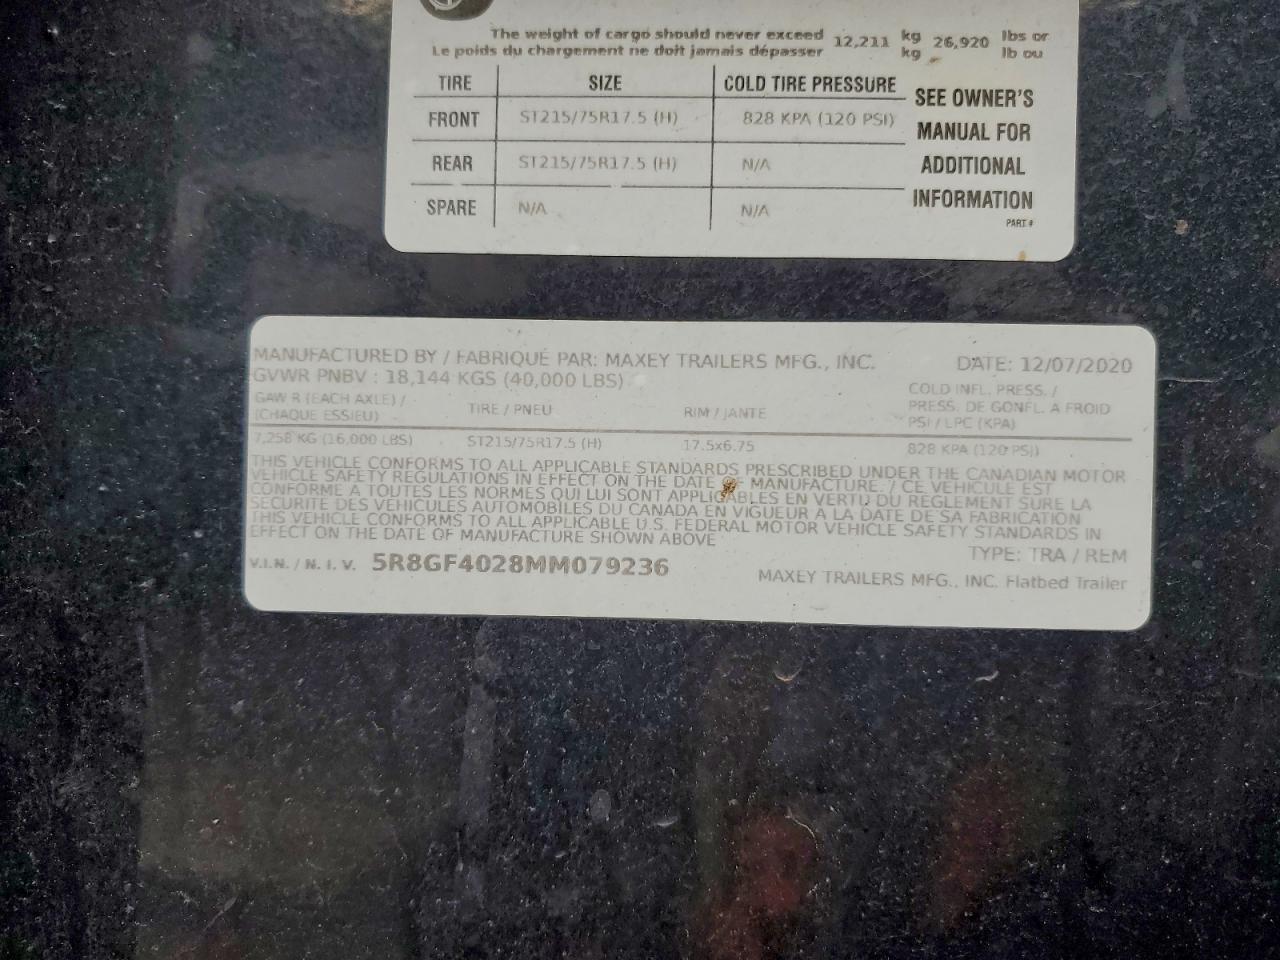 The weight of cargo should never exceed 12,211 kg 26,920 lbs or
Le poids du chargement ne doit jamais dépasser kg lb ou
TIRE SIZE COLD TIRE PRESSURE
FRONT ST215/75R17.5 (H) 828 KPA (120 PSI)
REAR ST215/75R17.5 (H) N/A
SPARE N/A N/A
SEE OWNER'S
MANUAL FOR
ADDITIONAL
INFORMATION
PART #
MANUFACTURED BY / FABRIQUÉ PAR: MAXEY TRAILERS MFG., INC. DATE: 12/07/2020
GVWR PNBV : 18,144 KGS (40,000 LBS)
GAW R (EACH AXLE) /
(CHAQUE ESSIEU)
TIRE / PNEU
RIM / JANTE
COLD INFL. PRESS. /
PRESS. DE GONFL. A FROID
PSI / LPC (KPA)
7,258 KG (16,000 LBS) ST215/75R17.5 (H) 17.5x6.75 828 KPA (120 PSI)
THIS VEHICLE CONFORMS TO ALL APPLICABLE STANDARDS PRESCRIBED UNDER THE CANADIAN MOTOR
VEHICLE SAFETY REGULATIONS IN EFFECT ON THE DATE OF MANUFACTURE. / CE VEHICULE EST
CONFORME A TOUTES LES NORMES QUI LUI SONT APPLICABLES EN VERTU DU REGLEMENT SURE LA
SECURITE DES VEHICULES AUTOMOBILES DU CANADA EN VIGUEUR A LA DATE DE SA FABRICATION
THIS VEHICLE CONFORMS TO ALL APPLICABLE U.S. FEDERAL MOTOR VEHICLE SAFETY STANDARDS IN
EFFECT ON THE DATE OF MANUFACTURE SHOWN ABOVE
TYPE: TRA / REM
V.I.N. / N. I. V. 5R8GF4028MM079236
MAXEY TRAILERS MFG., INC. Flatbed Trailer